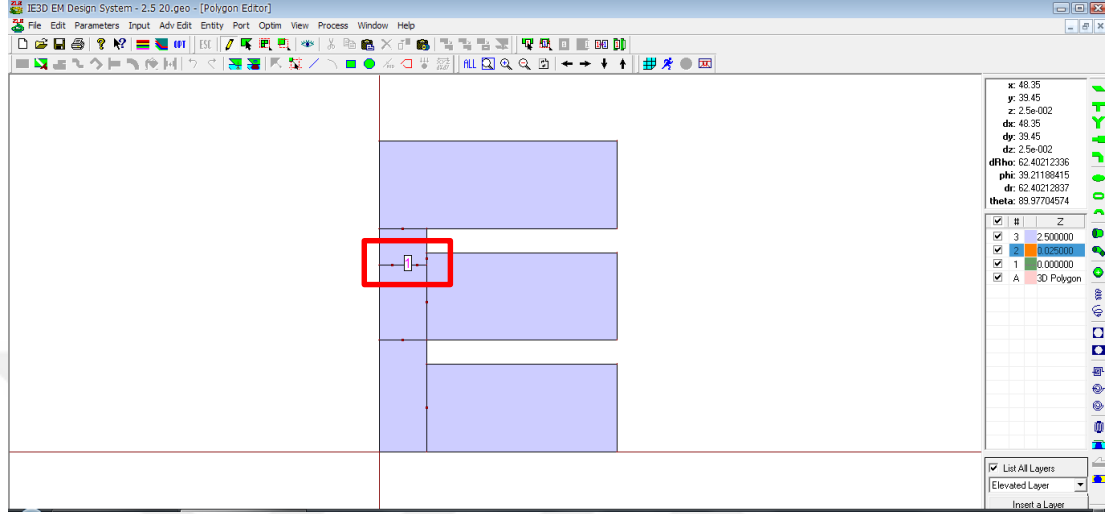 IE3D EM Design System - 2.5 20.geo - [Polygon Editor]
File Edit Parameters Input Adv Edit Entity Port Optim View Process Window Help
ESC
ALL
x: 48.35
y: 39.45
z: 2.5e-002
dx: 48.35
dy: 39.45
dz: 2.5e-002
dRho: 62.40212336
phi: 39.21188415
dr: 62.40212837
theta: 89.97704574
# Z
3 2.500000
2 0.025000
1 0.000000
A 3D Polygon
1
List All Layers
Elevated Layer
Insert a Layer